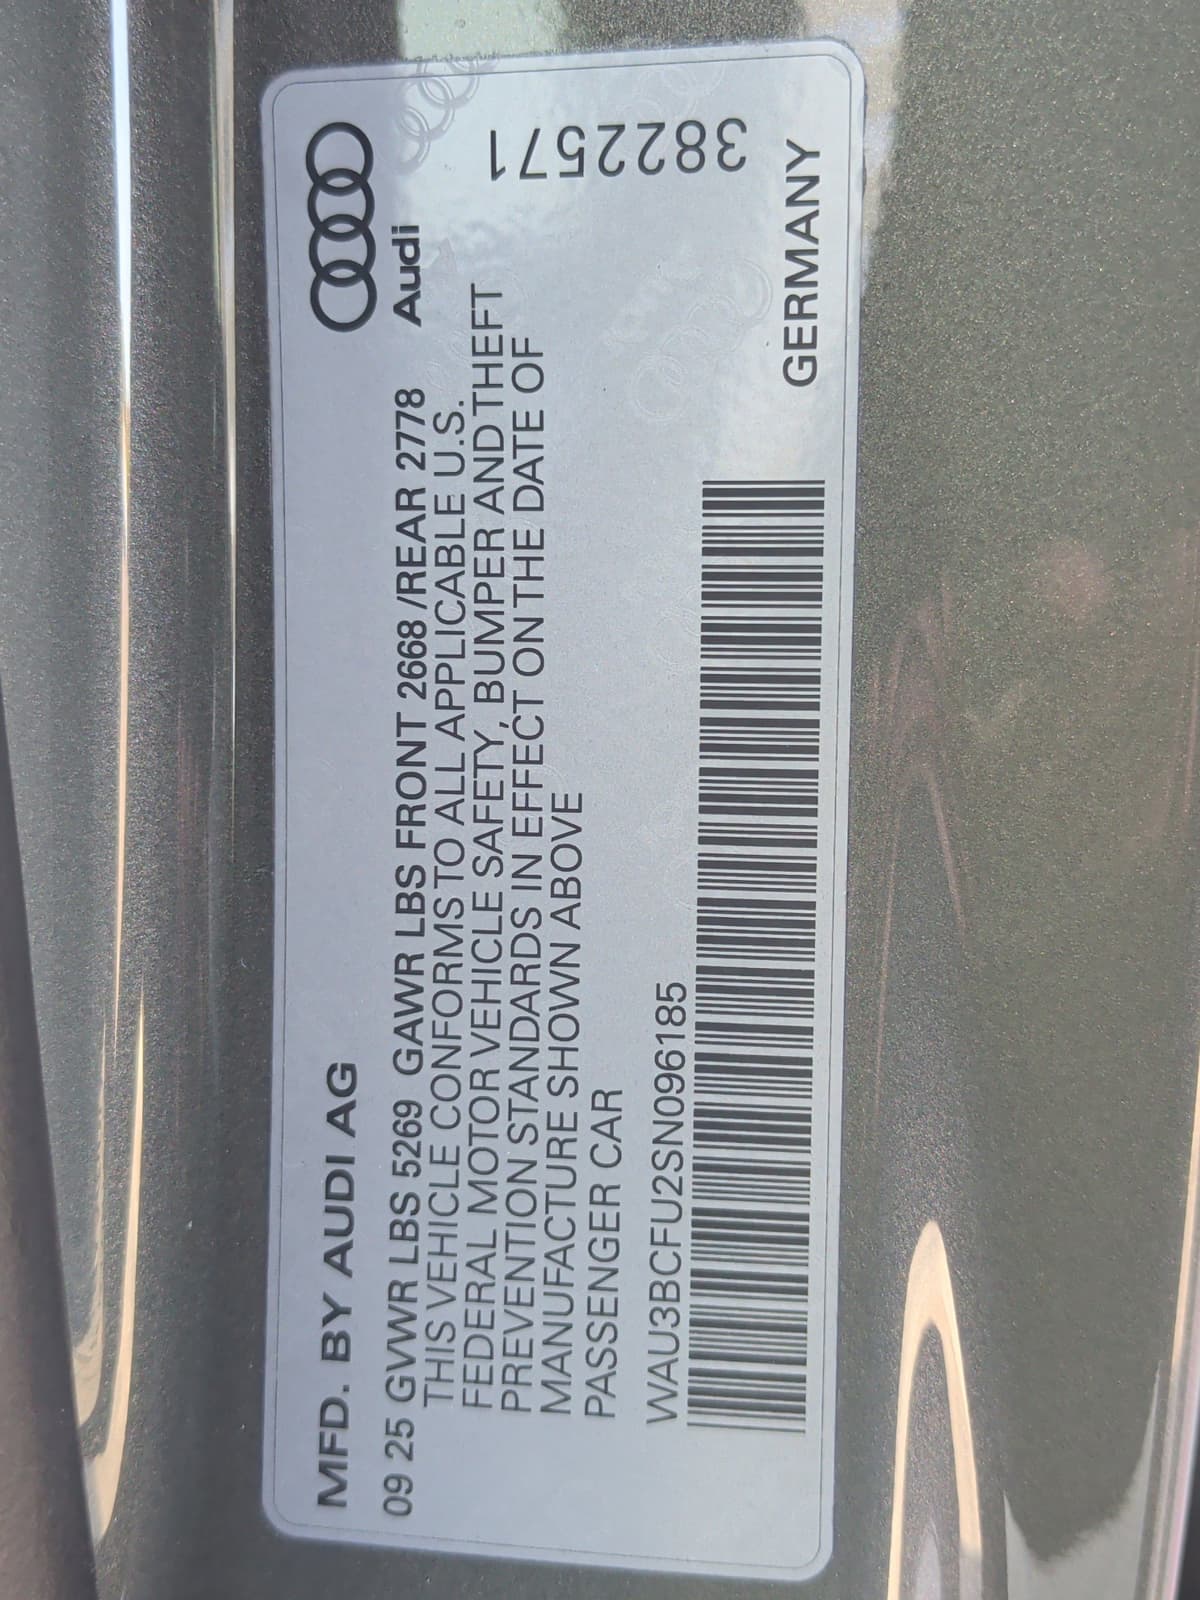 MFD. BY AUDI AG
Audi
09 25 GVWR LBS 5269 GAWR LBS FRONT 2668 /REAR 2778
THIS VEHICLE CONFORMS TO ALL APPLICABLE U.S.
FEDERAL MOTOR VEHICLE SAFETY, BUMPER AND THEFT
PREVENTION STANDARDS IN EFFECT ON THE DATE OF
MANUFACTURE SHOWN ABOVE
PASSENGER CAR
3822571
WAU3BCFU2SN096185
GERMANY